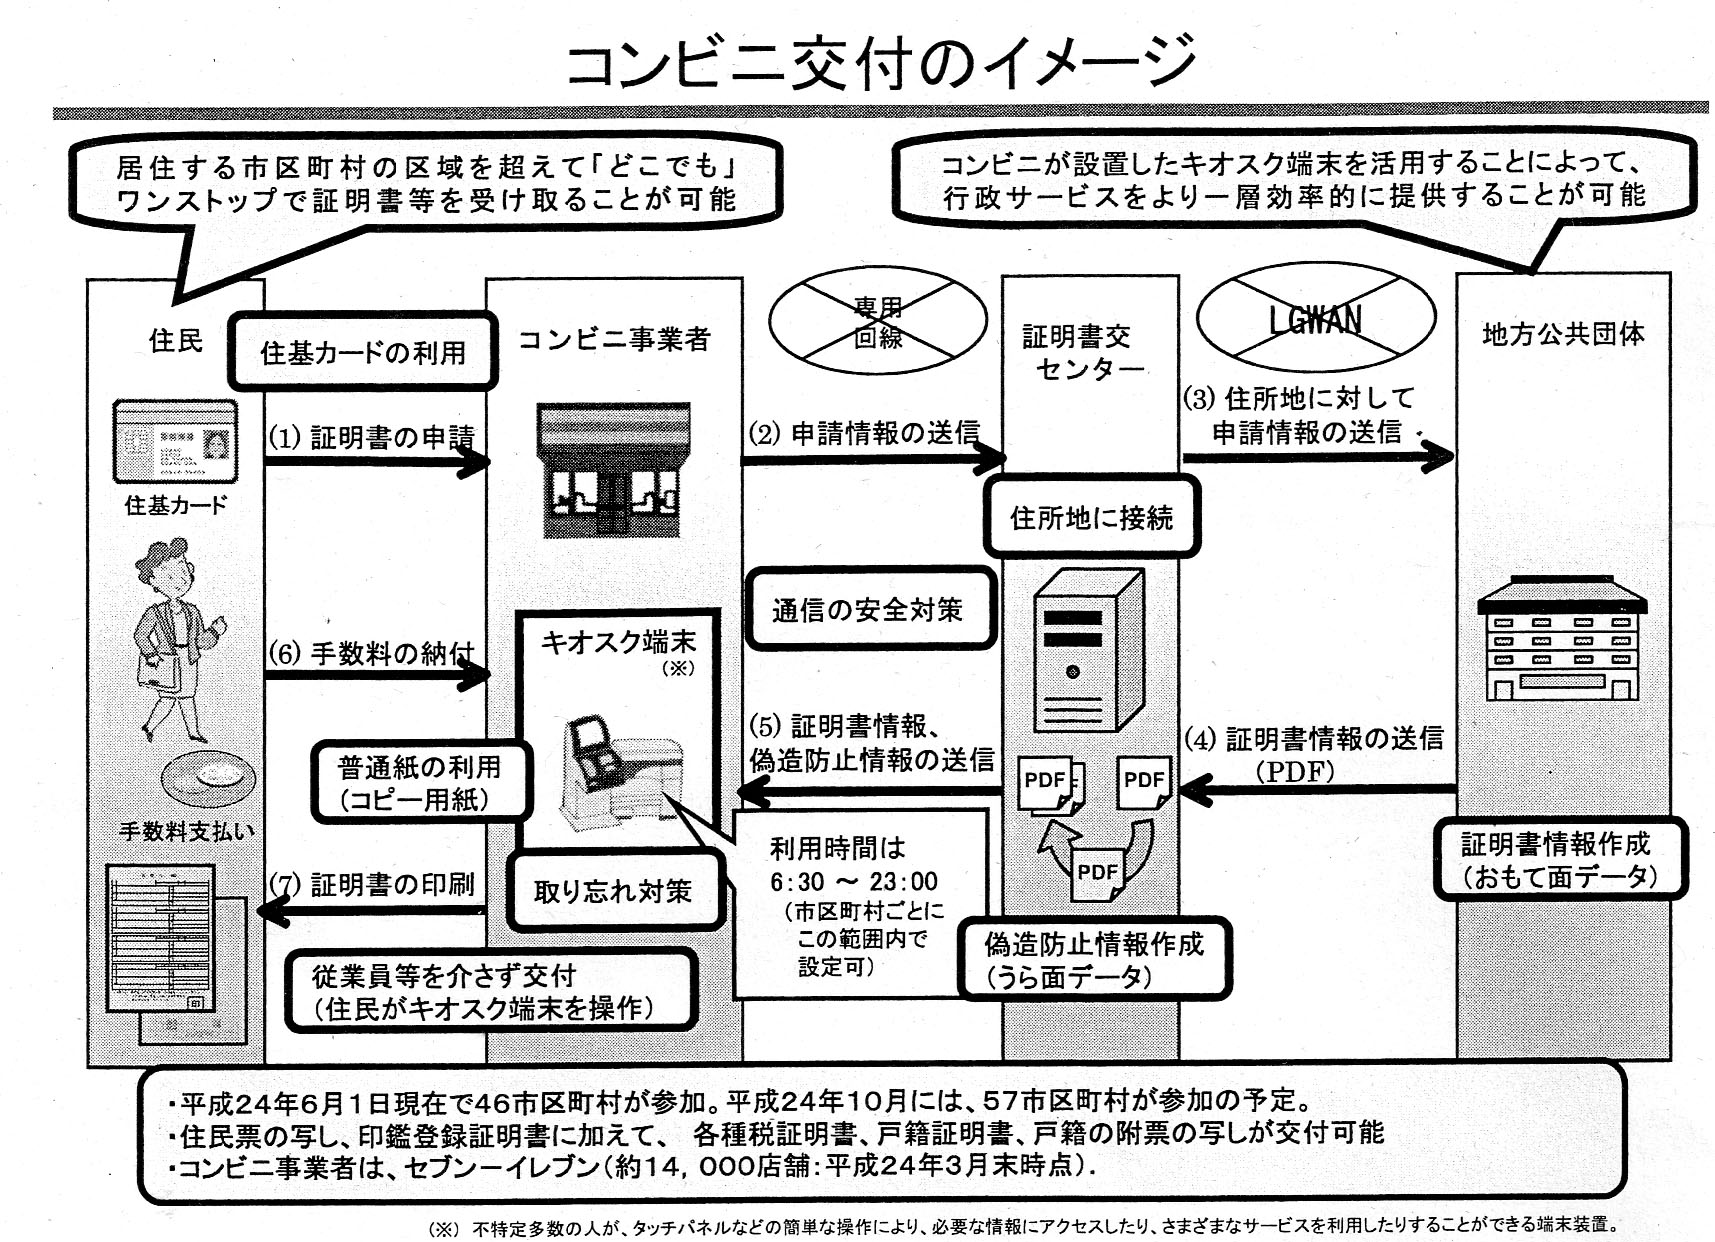 コンビニ交付のイメージ
居住する市区町村の区域を超えて「どこでも」
ワンストップで証明書等を受け取ることが可能
コンビニが設置したキオスク端末を活用することによって、
行政サービスをより一層効率的に提供することが可能
住民
住基カードの利用
コンビニ事業者
専用
回線
証明書交
センター
LGWAN
地方公共団体
住基カード
(1) 証明書の申請
(2) 申請情報の送信
(3) 住所地に対して
申請情報の送信
住所地に接続
通信の安全対策
(6) 手数料の納付
キオスク端末
(※)
(5) 証明書情報、
偽造防止情報の送信
(4) 証明書情報の送信
(PDF)
普通紙の利用
(コピー用紙)
PDF
PDF
PDF
手数料支払い
利用時間は
6:30 ～ 23:00
(市区町村ごとに
この範囲内で
設定可)
証明書情報作成
(おもて面データ)
(7) 証明書の印刷
取り忘れ対策
偽造防止情報作成
(うら面データ)
従業員等を介さず交付
(住民がキオスク端末を操作)
印
・平成24年6月1日現在で46市区町村が参加。平成24年10月には、57市区町村が参加の予定。
・住民票の写し、印鑑登録証明書に加えて、 各種税証明書、戸籍証明書、戸籍の附票の写しが交付可能
・コンビニ事業者は、セブンーイレブン(約14，000店舗:平成24年3月末時点).
(※) 不特定多数の人が、タッチパネルなどの簡単な操作により、必要な情報にアクセスしたり、さまざまなサービスを利用したりすることができる端末装置。